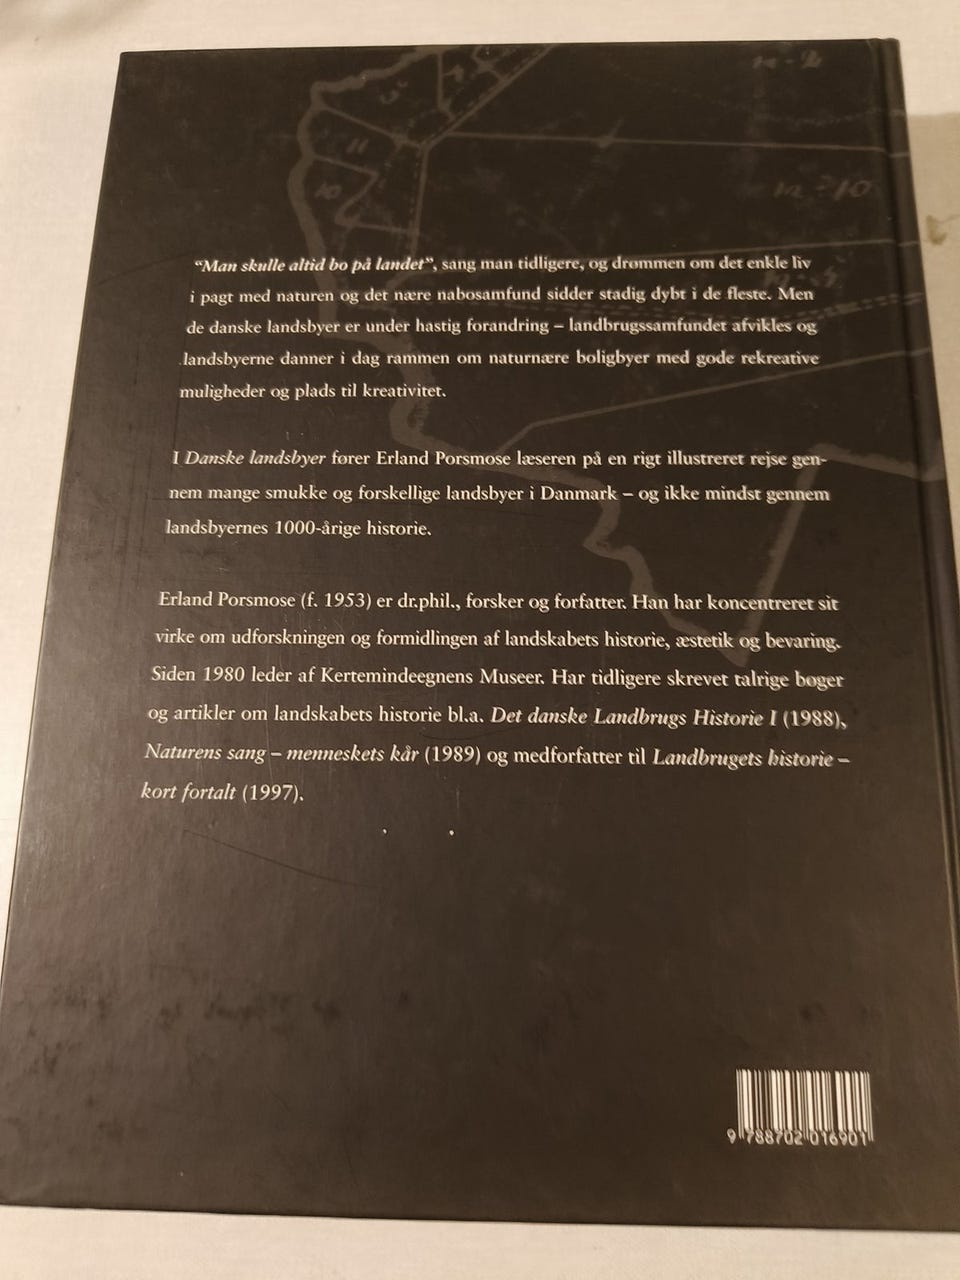 m - 2
11
10
m - 10
“Man skulle altid bo på landet”, sang man tidligere, og drømmen om det enkle liv
i pagt med naturen og det nære nabosamfund sidder stadig dybt i de fleste. Men
de danske landsbyer er under hastig forandring – landbrugssamfundet afvikles og
landsbyerne danner i dag rammen om naturnære boligbyer med gode rekreative
muligheder og plads til kreativitet.
I Danske landsbyer fører Erland Porsmose læseren på en rigt illustreret rejse gen-
nem mange smukke og forskellige landsbyer i Danmark – og ikke mindst gennem
landsbyernes 1000-årige historie.
Erland Porsmose (f. 1953) er dr.phil., forsker og forfatter. Han har koncentreret sit
virke om udforskningen og formidlingen af landskabets historie, æstetik og bevaring.
Siden 1980 leder af Kertemindeegnens Museer. Har tidligere skrevet talrige bøger
og artikler om landskabets historie bl.a. Det danske Landbrugs Historie I (1988),
Naturens sang – menneskets kår (1989) og medforfatter til Landbrugets historie –
kort fortalt (1997).
9 788702 016901